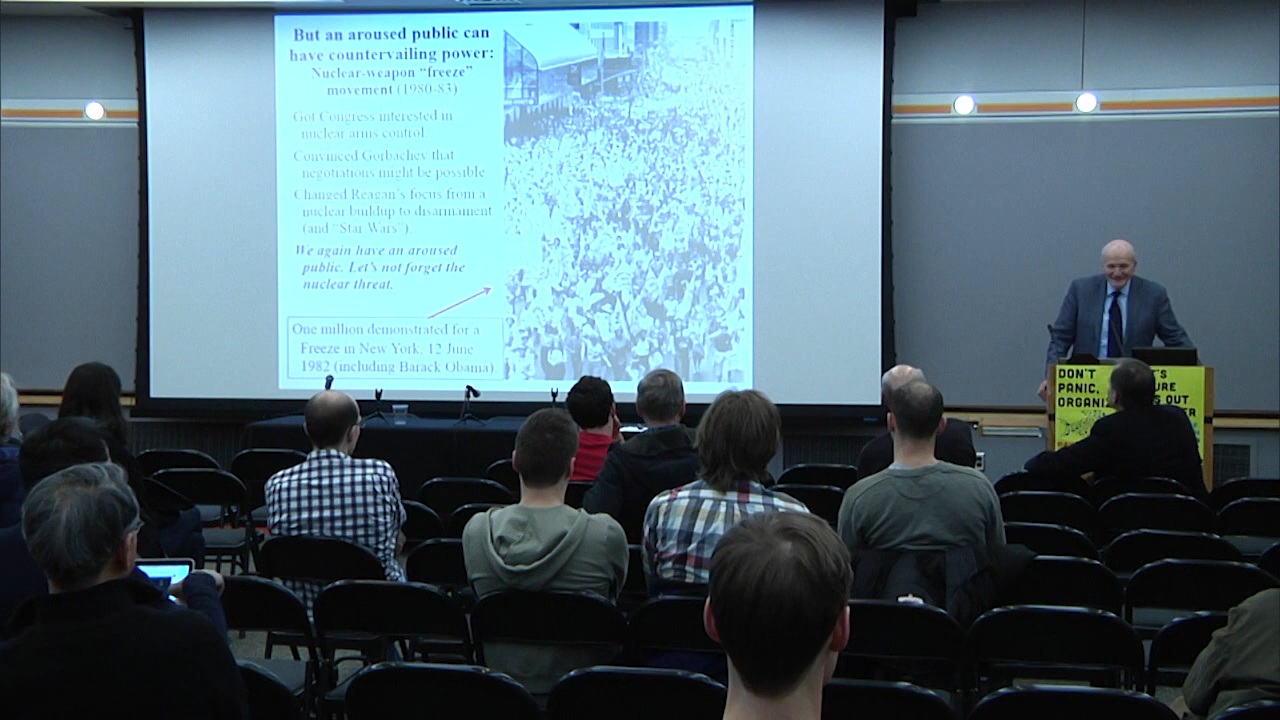 But an aroused public can
have countervailing power:
Nuclear-weapon “freeze”
movement (1980-83)
Got Congress interested in
nuclear arms control
Convinced Gorbachev that
negotiations might be possible
Changed Reagan’s focus from a
nuclear buildup to disarmament
(and “Star Wars”).
We again have an aroused
public. Let’s not forget the
nuclear threat.
One million demonstrated for a
Freeze in New York, 12 June
1982 (including Barack Obama)
DON'T
PANIC,
OUT